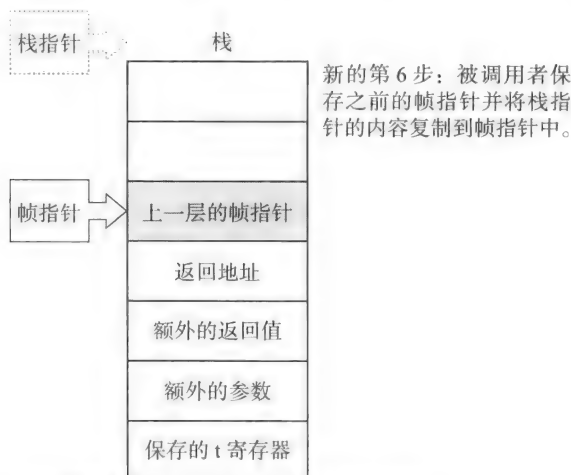 栈指针
栈
新的第6步：被调用者保
存之前的帧指针并将栈指
针的内容复制到帧指针中。
帧指针
上一层的帧指针
返回地址
额外的返回值
额外的参数
保存的t寄存器